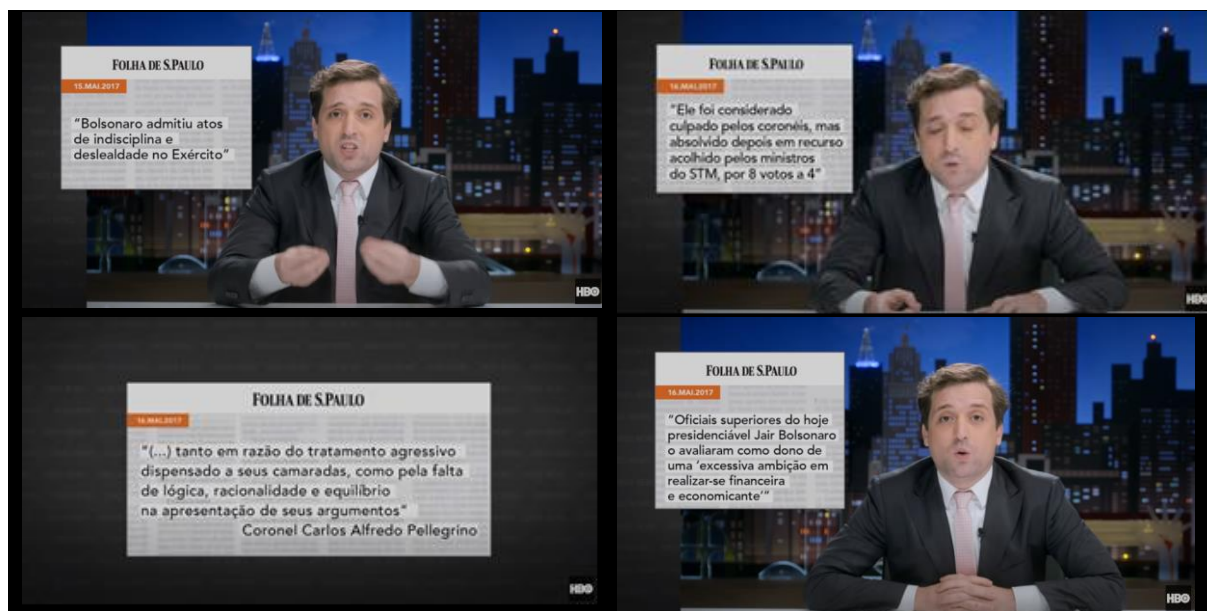 FOLHA DE S.PAULO
15.MAI.2017
“Bolsonaro admitiu atos
de indisciplina e
deslealdade no Exército”
HBO
FOLHA DE S.PAULO
16.MAI.2017
“Ele foi considerado
culpado pelos coronéis, mas
absolvido depois em recurso
acolhido pelos ministros
do STM, por 8 votos a 4”
HBO
FOLHA DE S.PAULO
16.MAI.2017
“(...) tanto em razão do tratamento agressivo
dispensado a seus camaradas, como pela falta
de lógica, racionalidade e equilíbrio
na apresentação de seus argumentos”
Coronel Carlos Alfredo Pellegrino
HBO
FOLHA DE S.PAULO
16.MAI.2017
“Oficiais superiores do hoje
presidenciável Jair Bolsonaro
o avaliaram como dono de
uma ‘excessiva ambição em
realizar-se financeira
e economicante’”
HBO